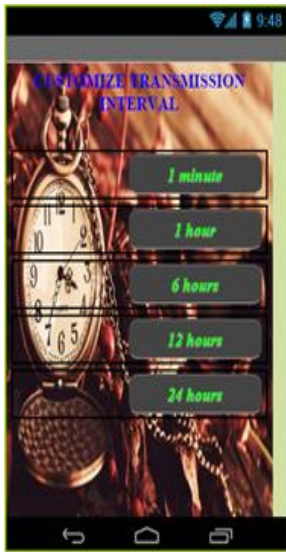 9:48
CUSTOMIZE TRANSMISSION
INTERVAL
1 minute
1 hour
6 hours
12 hours
24 hours